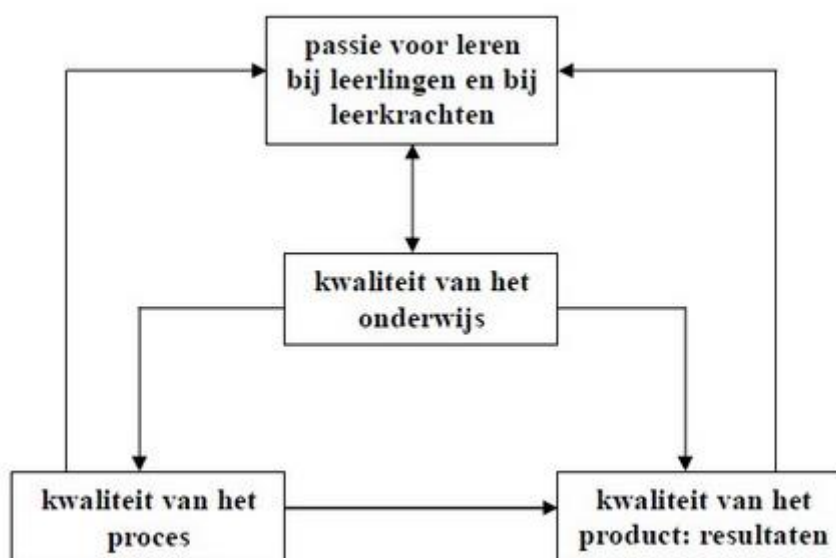 passie voor leren
bij leerlingen en bij
leerkrachten
kwaliteit van het
onderwijs
kwaliteit van het
proces
kwaliteit van het
product: resultaten